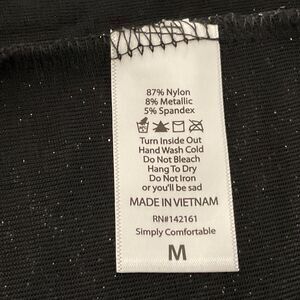 87% Nylon
8% Metallic
5% Spandex
Turn Inside Out
Hand Wash Cold
Do Not Bleach
Hang To Dry
Do Not Iron
or you'll be sad
MADE IN VIETNAM
RN#142161
Simply Comfortable
M